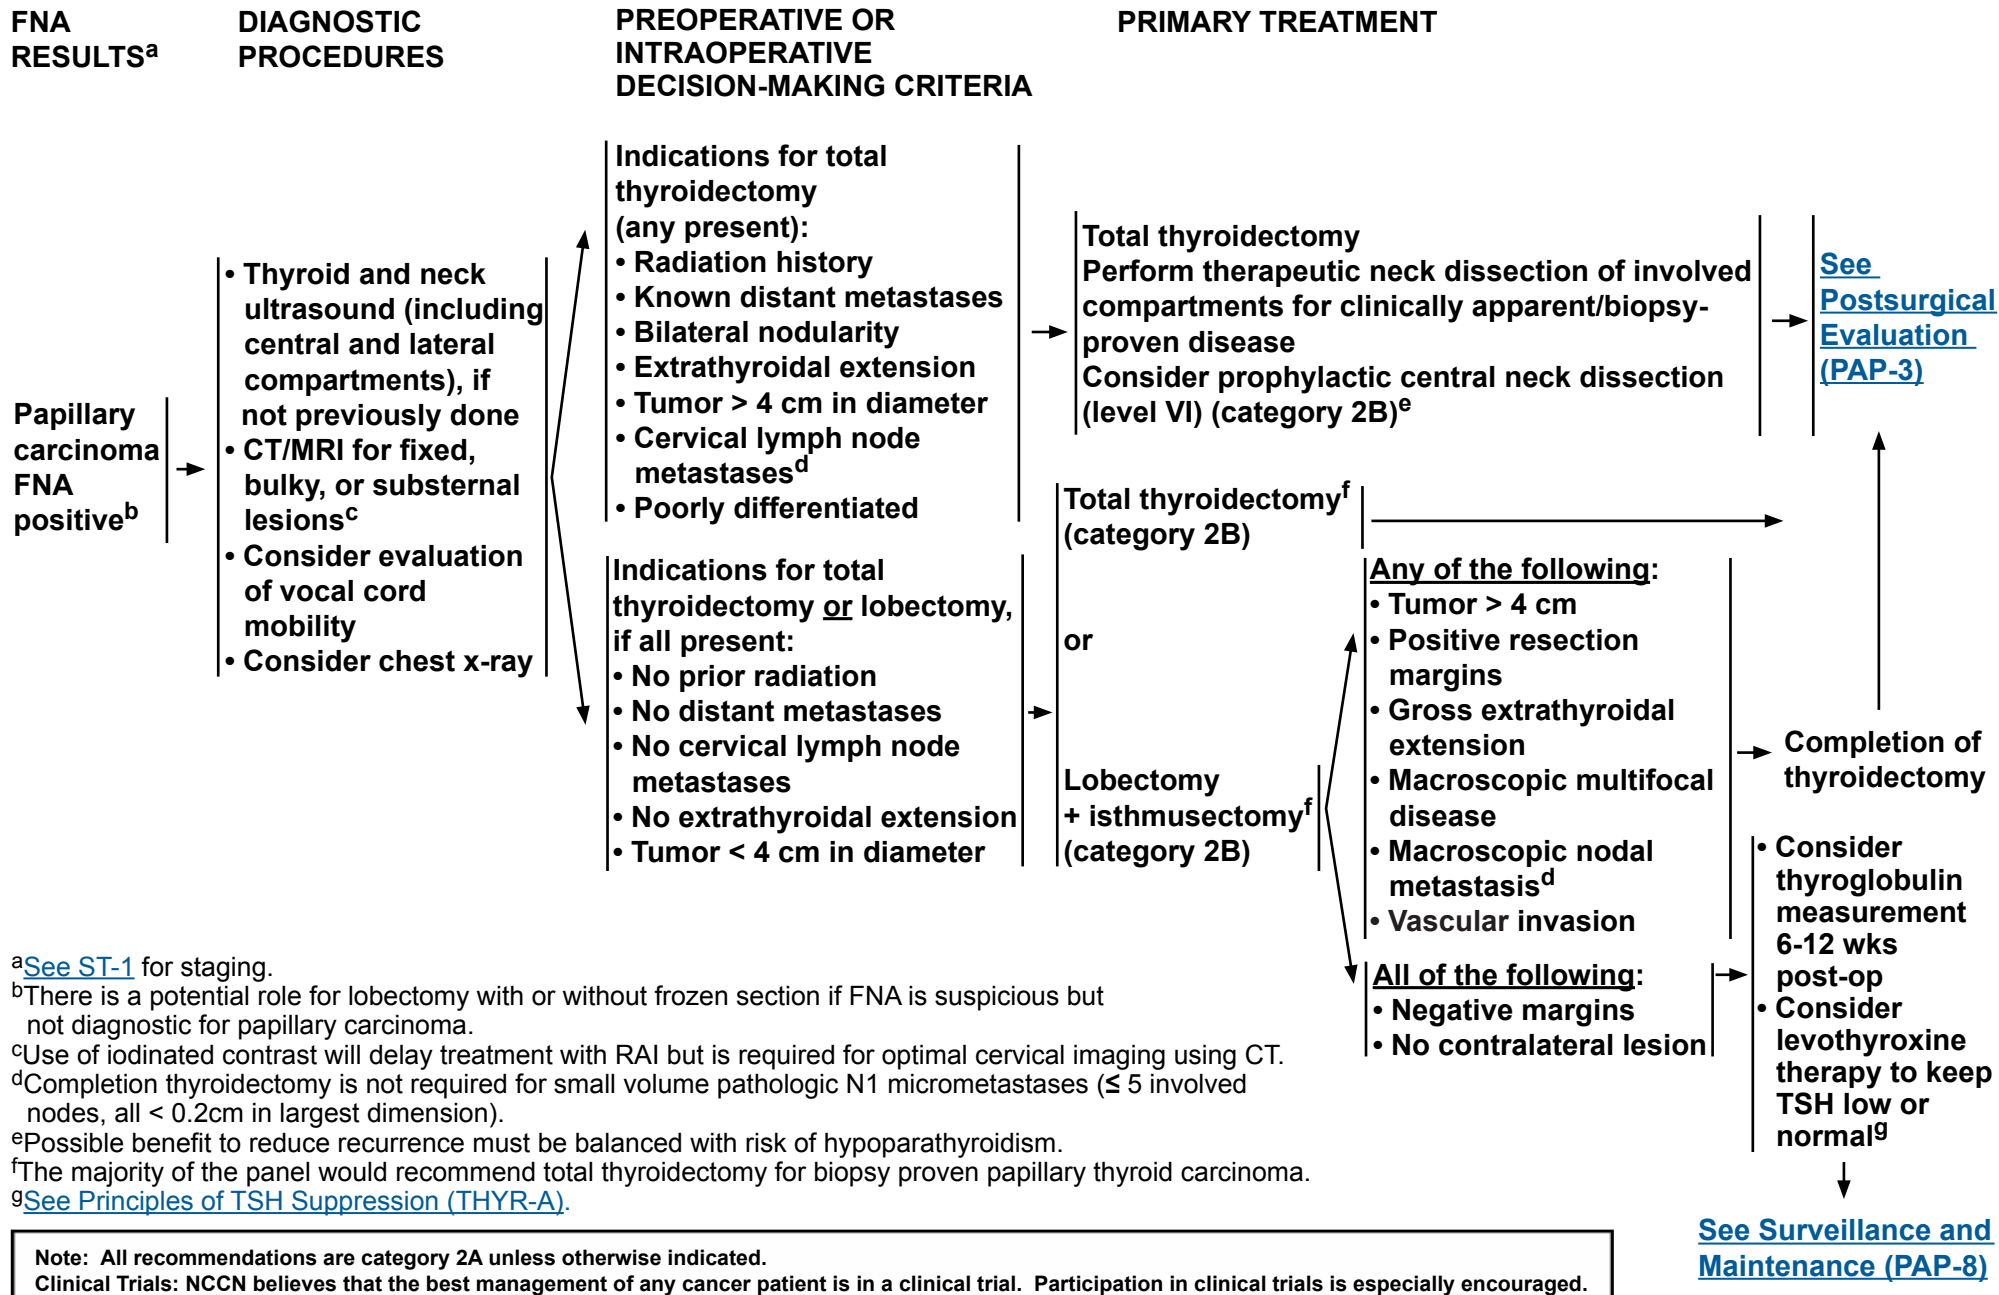 FNA
RESULTSa
DIAGNOSTIC
PROCEDURES
PREOPERATIVE OR
INTRAOPERATIVE
DECISION-MAKING CRITERIA
PRIMARY TREATMENT
Papillary
carcinoma
FNA
positiveb
• Thyroid and neck
ultrasound (including
central and lateral
compartments), if
not previously done
• CT/MRI for fixed,
bulky, or substernal
lesionsc
• Consider evaluation
of vocal cord
mobility
• Consider chest x-ray
Indications for total
thyroidectomy
(any present):
• Radiation history
• Known distant metastases
• Bilateral nodularity
• Extrathyroidal extension
• Tumor > 4 cm in diameter
• Cervical lymph node
metastasesd
• Poorly differentiated
Indications for total
thyroidectomy or lobectomy,
if all present:
• No prior radiation
• No distant metastases
• No cervical lymph node
metastases
• No extrathyroidal extension
• Tumor < 4 cm in diameter
Total thyroidectomy
Perform therapeutic neck dissection of involved
compartments for clinically apparent/biopsy-
proven disease
Consider prophylactic central neck dissection
(level VI) (category 2B)e
See
Postsurgical
Evaluation
(PAP-3)
Total thyroidectomyf
(category 2B)
or
Lobectomy
+ isthmusectomyf
(category 2B)
Any of the following:
• Tumor > 4 cm
• Positive resection
margins
• Gross extrathyroidal
extension
• Macroscopic multifocal
disease
• Macroscopic nodal
metastasisd
• Vascular invasion
Completion of
thyroidectomy
All of the following:
• Negative margins
• No contralateral lesion
• Consider
thyroglobulin
measurement
6-12 wks
post-op
• Consider
levothyroxine
therapy to keep
TSH low or
normalg
See Surveillance and
Maintenance (PAP-8)
aSee ST-1 for staging.
bThere is a potential role for lobectomy with or without frozen section if FNA is suspicious but
not diagnostic for papillary carcinoma.
cUse of iodinated contrast will delay treatment with RAI but is required for optimal cervical imaging using CT.
dCompletion thyroidectomy is not required for small volume pathologic N1 micrometastases (≤ 5 involved
nodes, all < 0.2cm in largest dimension).
ePossible benefit to reduce recurrence must be balanced with risk of hypoparathyroidism.
fThe majority of the panel would recommend total thyroidectomy for biopsy proven papillary thyroid carcinoma.
gSee Principles of TSH Suppression (THYR-A).
Note: All recommendations are category 2A unless otherwise indicated.
Clinical Trials: NCCN believes that the best management of any cancer patient is in a clinical trial. Participation in clinical trials is especially encouraged.